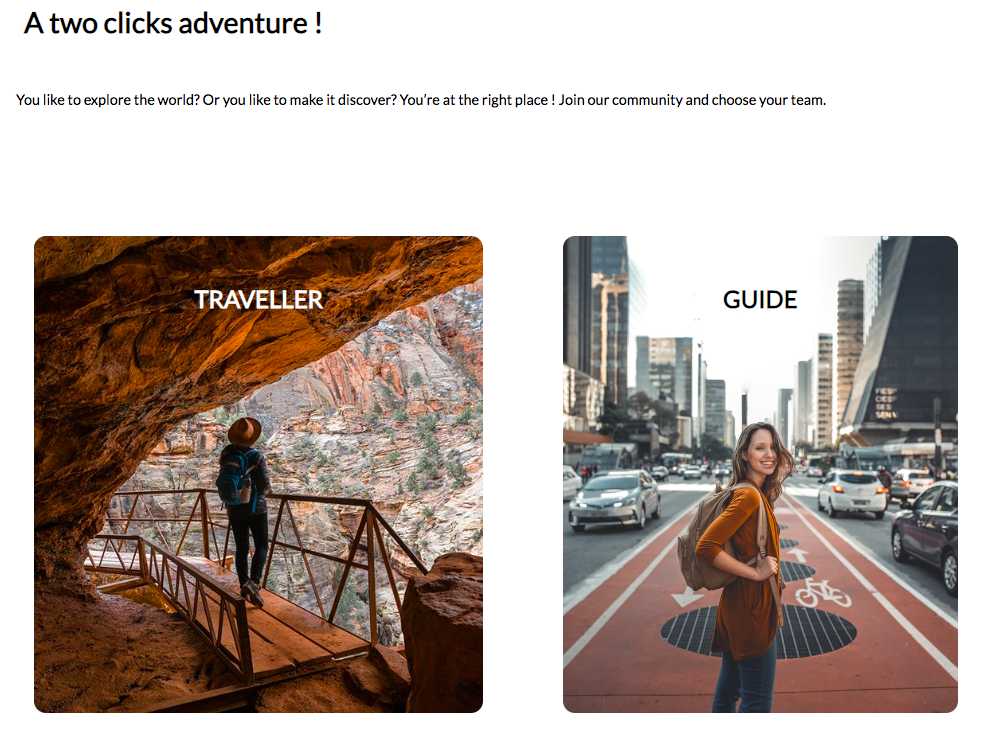 A two clicks adventure !
You like to explore the world? Or you like to make it discover? You're at the right place ! Join our community and choose your team.
TRAVELLER
GUIDE